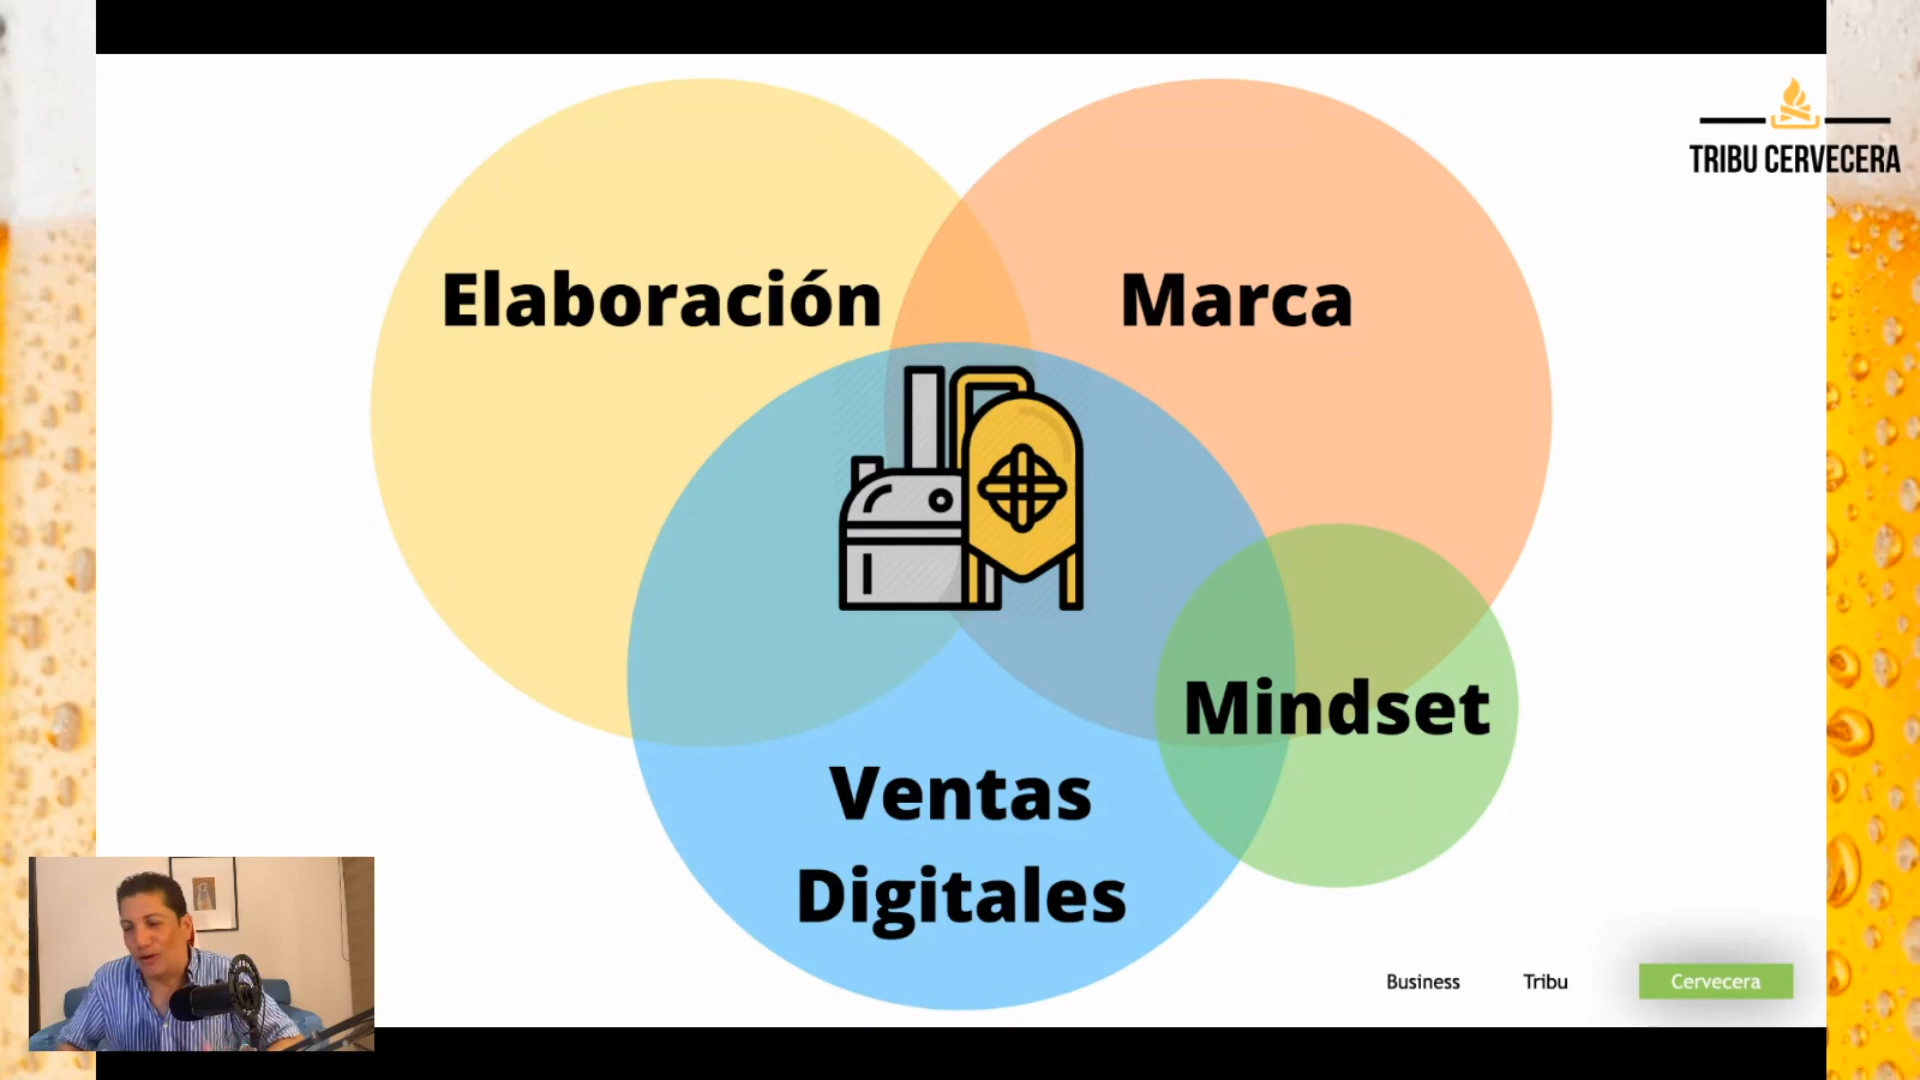 TRIBU CERVECERA
Elaboración
Marca
Mindset
Ventas
Digitales
Business
Tribu
Cervecera